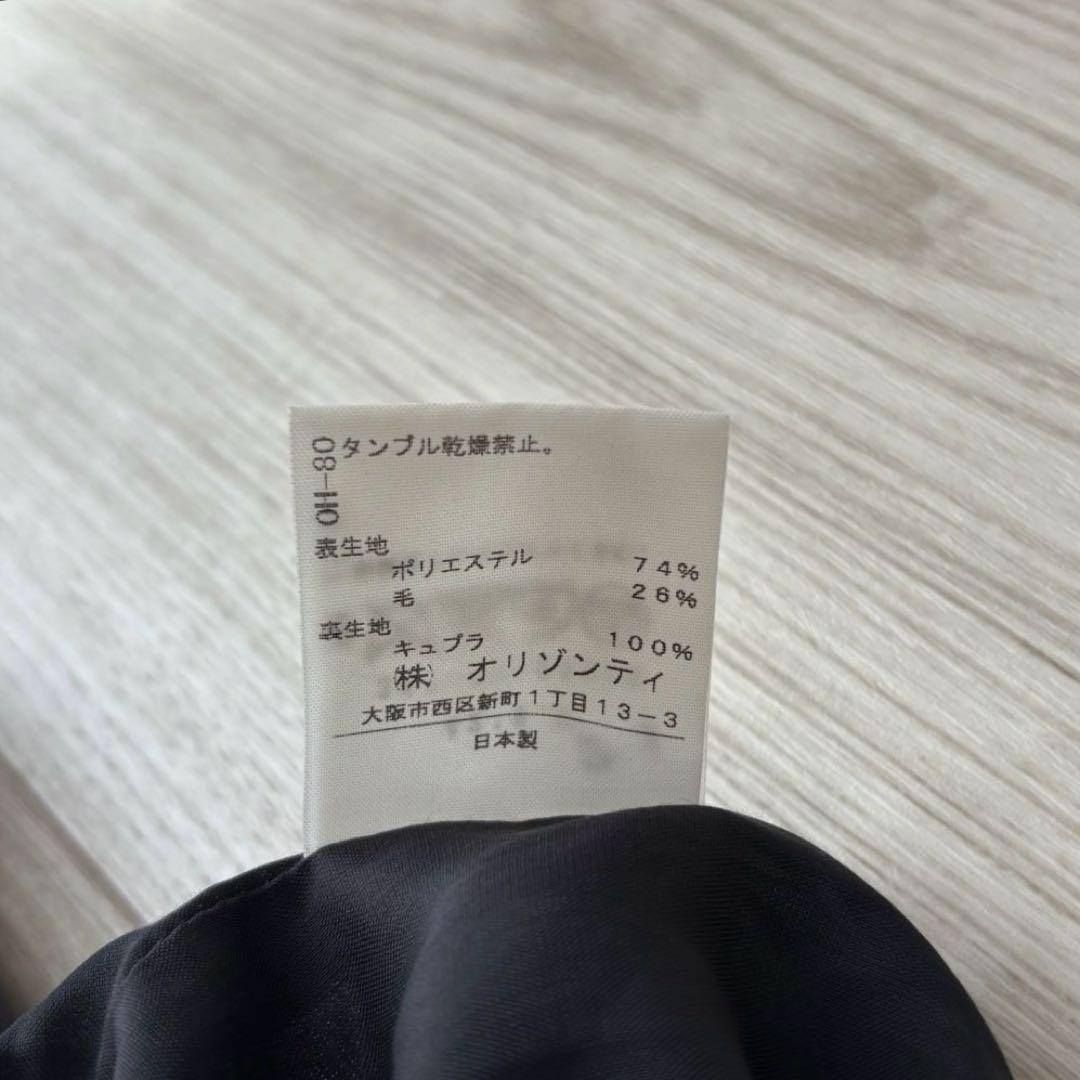 タンブル乾燥禁止。
08-HO
表生地
ポリエステル 74%
毛 26%
裏生地
キュプラ 100%
(株) オリゾンティ
大阪市西区新町1丁目13-3
日本製